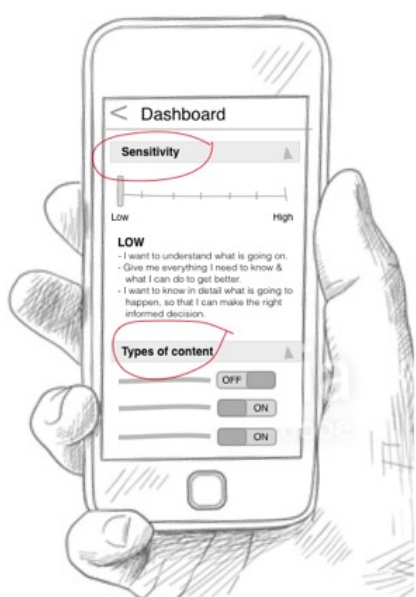 < Dashboard
Sensitivity
Low High
LOW
- I want to understand what is going on.
- Give me everything I need to know &
what I can do to get better.
- I want to know in detail what is going to
happen, so that I can make the right
informed decision.
Types of content
OFF
ON
ON